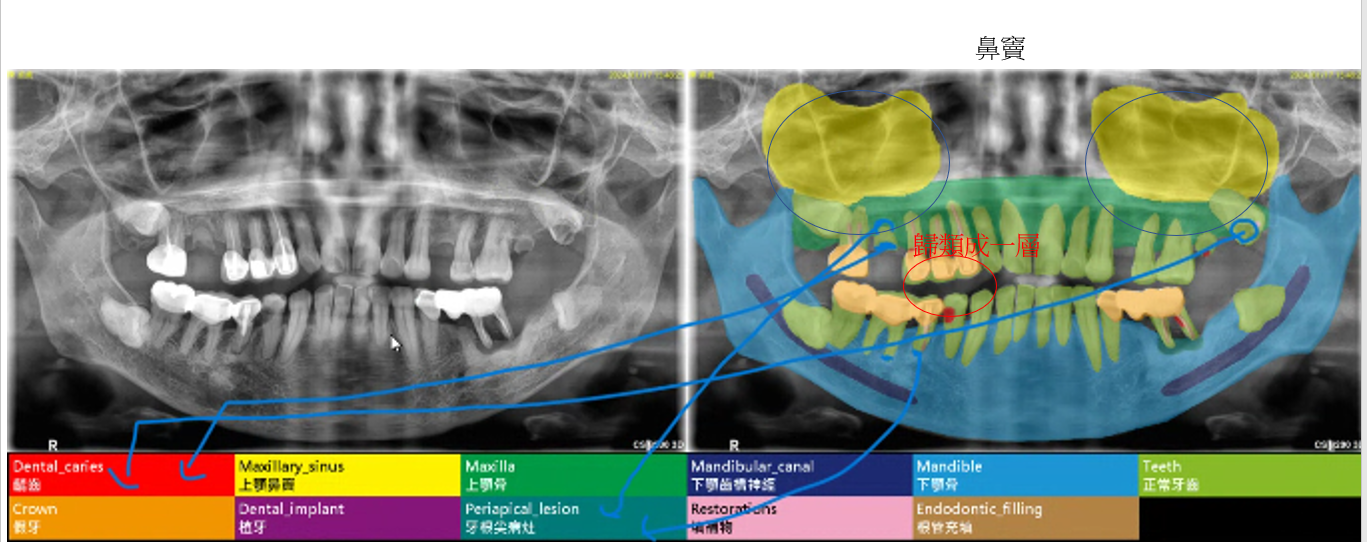 鼻竇
歸類成一層
R
R
Dental_caries
齲齒
Maxillary_sinus
上顎鼻竇
Maxilla
上顎骨
Mandibular_canal
下顎齒槽神經
Mandible
下顎骨
Teeth
正常牙齒
Crown
假牙
Dental_implant
植牙
Periapical_lesion
牙根尖病灶
Restorations
填補物
Endodontic_filling
根管充填